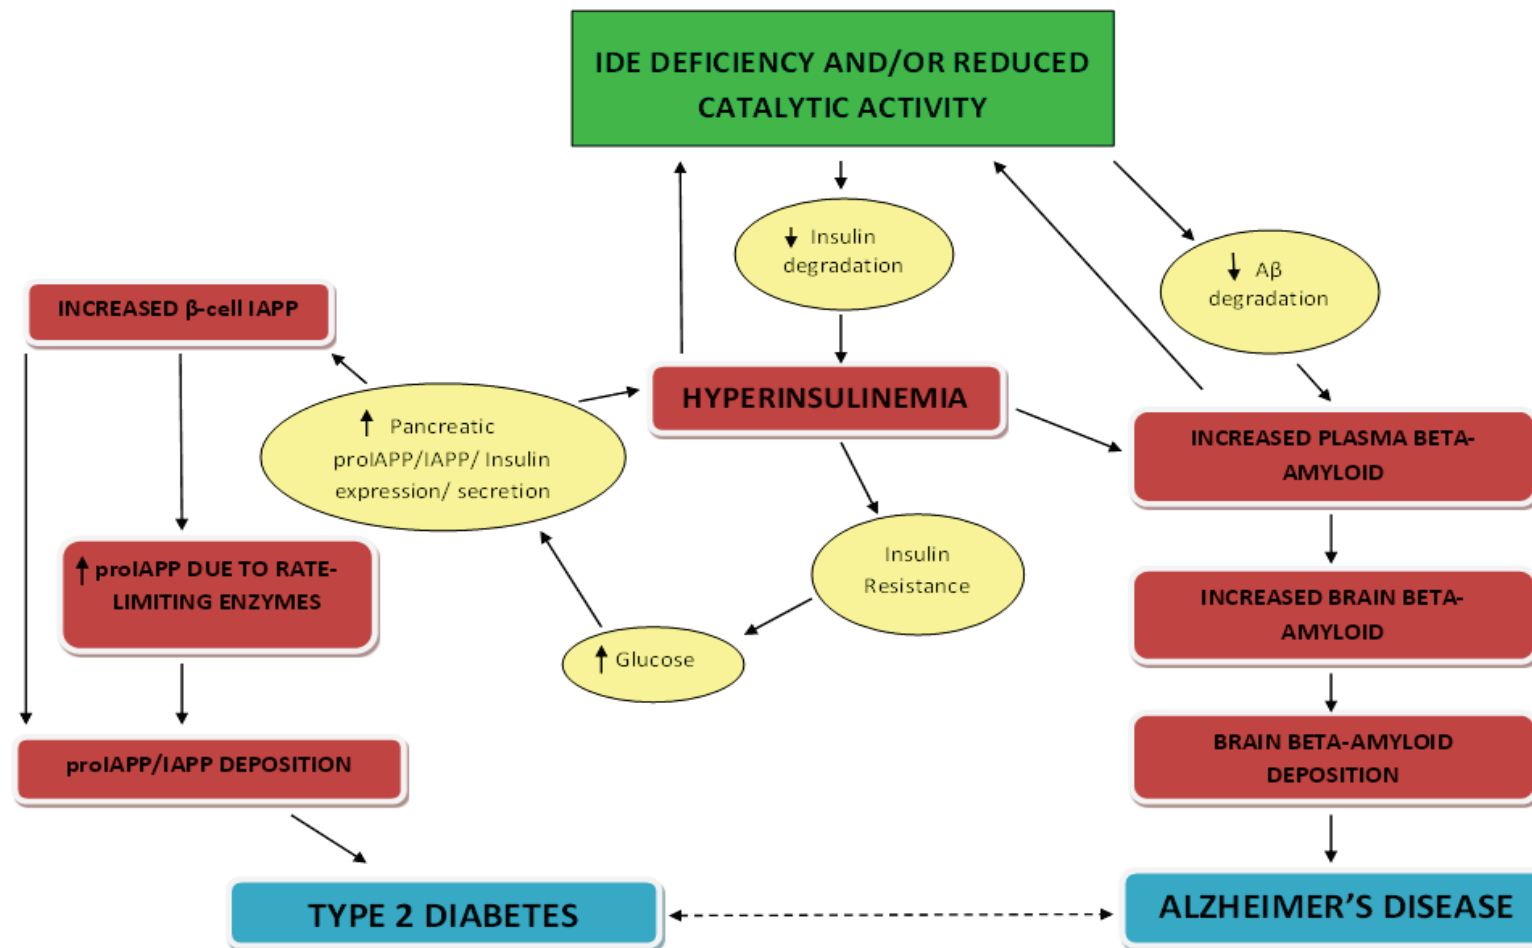 IDE DEFICIENCY AND/OR REDUCED
CATALYTIC ACTIVITY
Insulin
degradation
Aβ
degradation
INCREASED β-cell IAPP
HYPERINSULINEMIA
Pancreatic
proIAPP/IAPP/ Insulin
expression/ secretion
INCREASED PLASMA BETA-
AMYLOID
proIAPP DUE TO RATE-
LIMITING ENZYMES
Insulin
Resistance
INCREASED BRAIN BETA-
AMYLOID
Glucose
proIAPP/IAPP DEPOSITION
BRAIN BETA-AMYLOID
DEPOSITION
TYPE 2 DIABETES
ALZHEIMER’S DISEASE